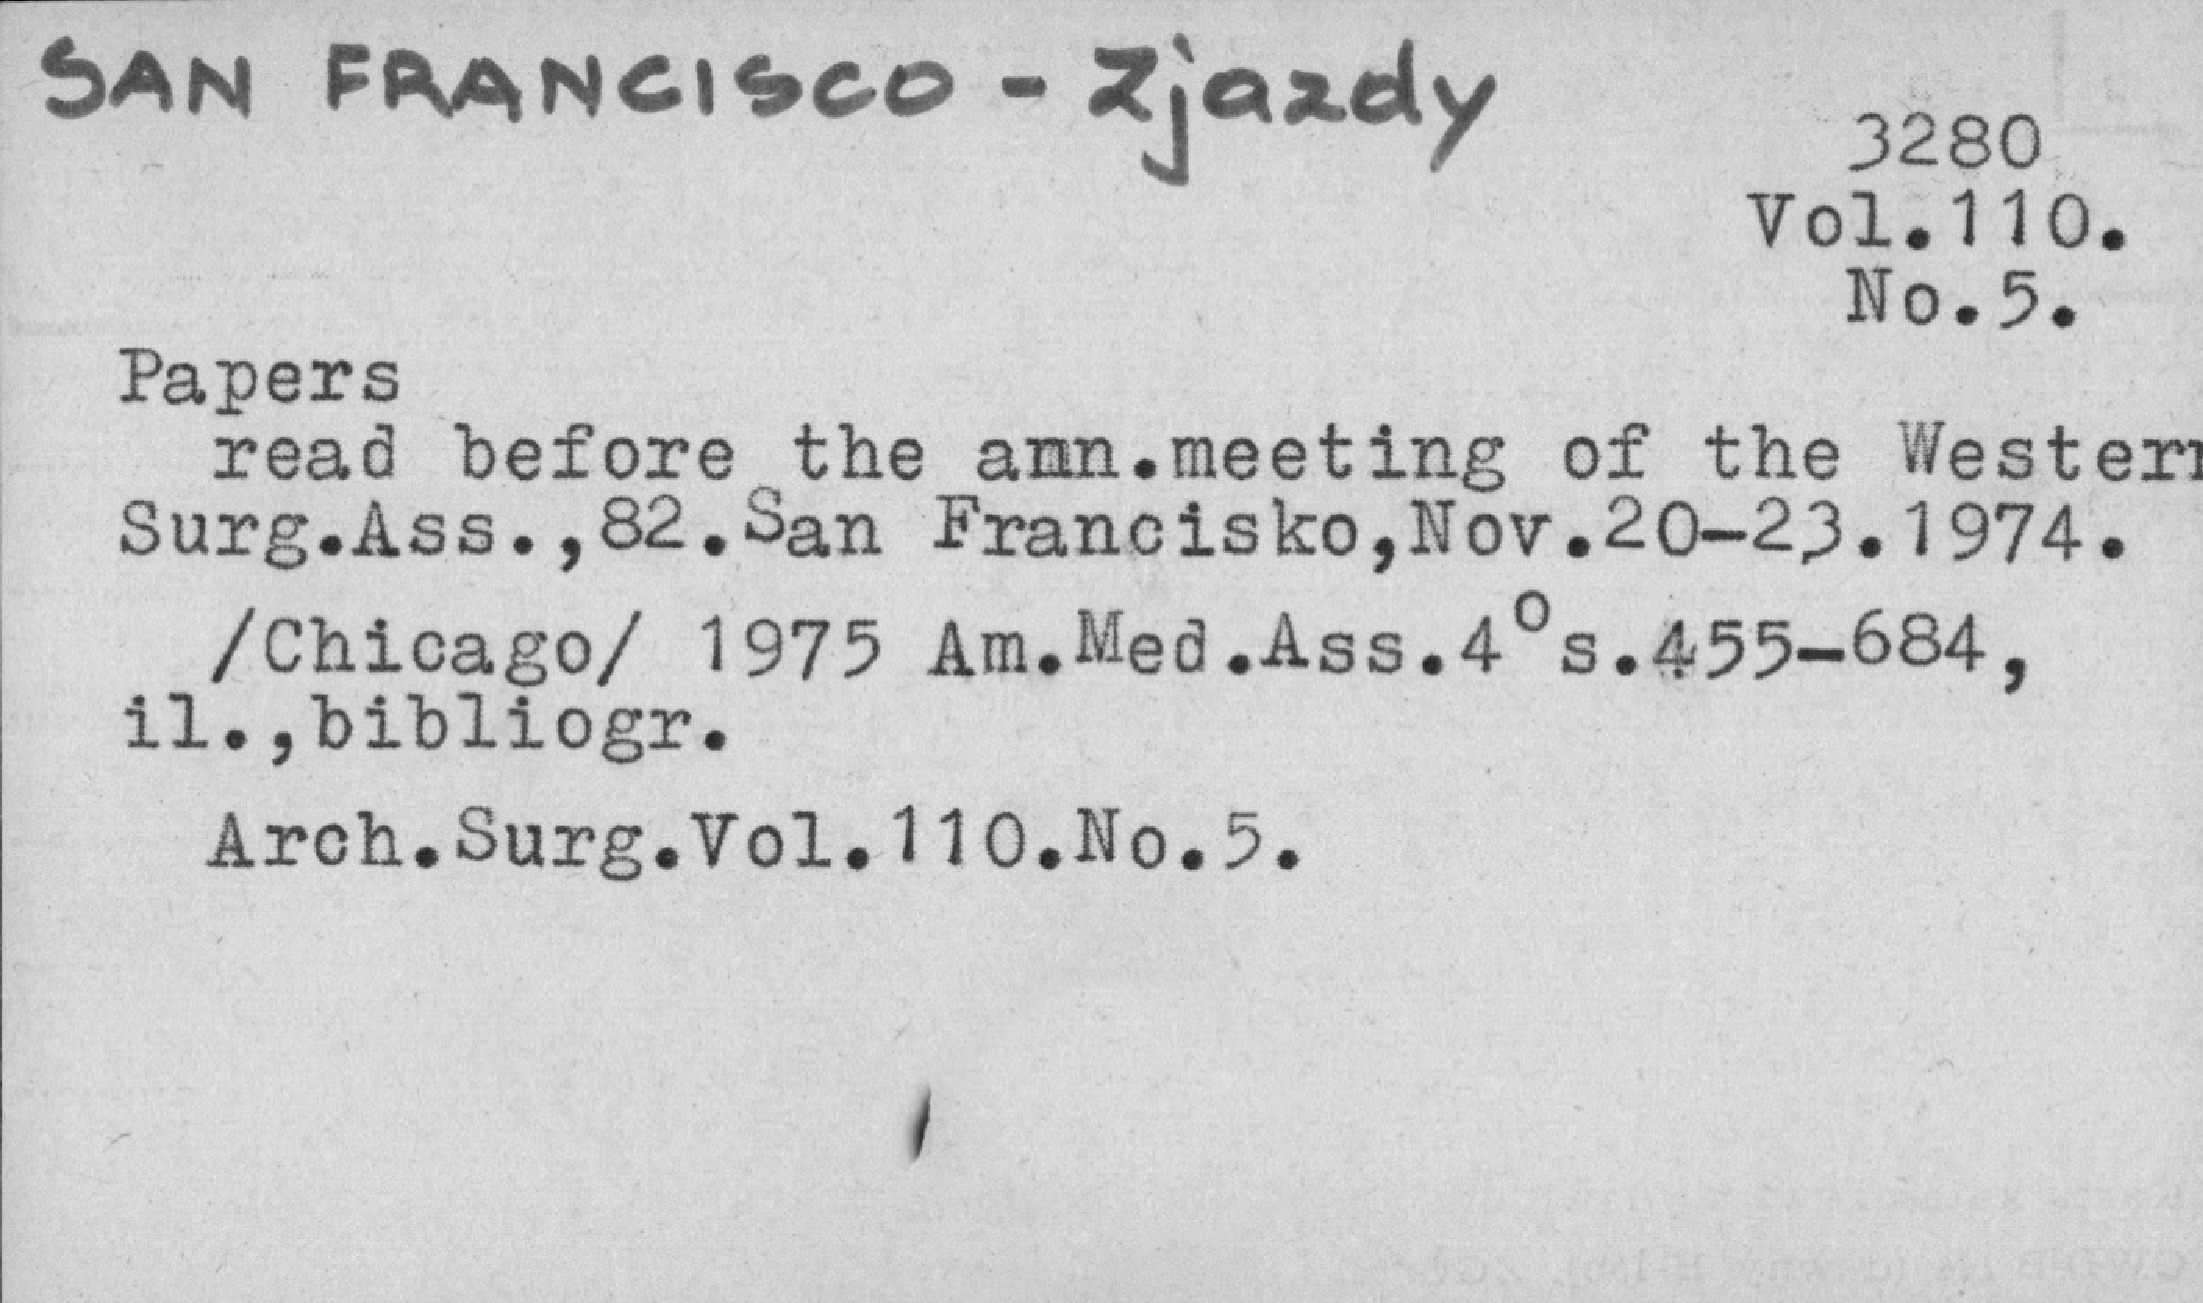 SAN FRANCISCO - Zjazdy
3280
Vol.110.
No.5.
Papers
read before the amn.meeting of the Western
Surg.Ass.,82.San Francisko,Nov.20-23.1974.
/Chicago/ 1975 Am.Med.Ass.4°s.455-684,
il.,bibliogr.
Arch.Surg.Vol.110.No.5.